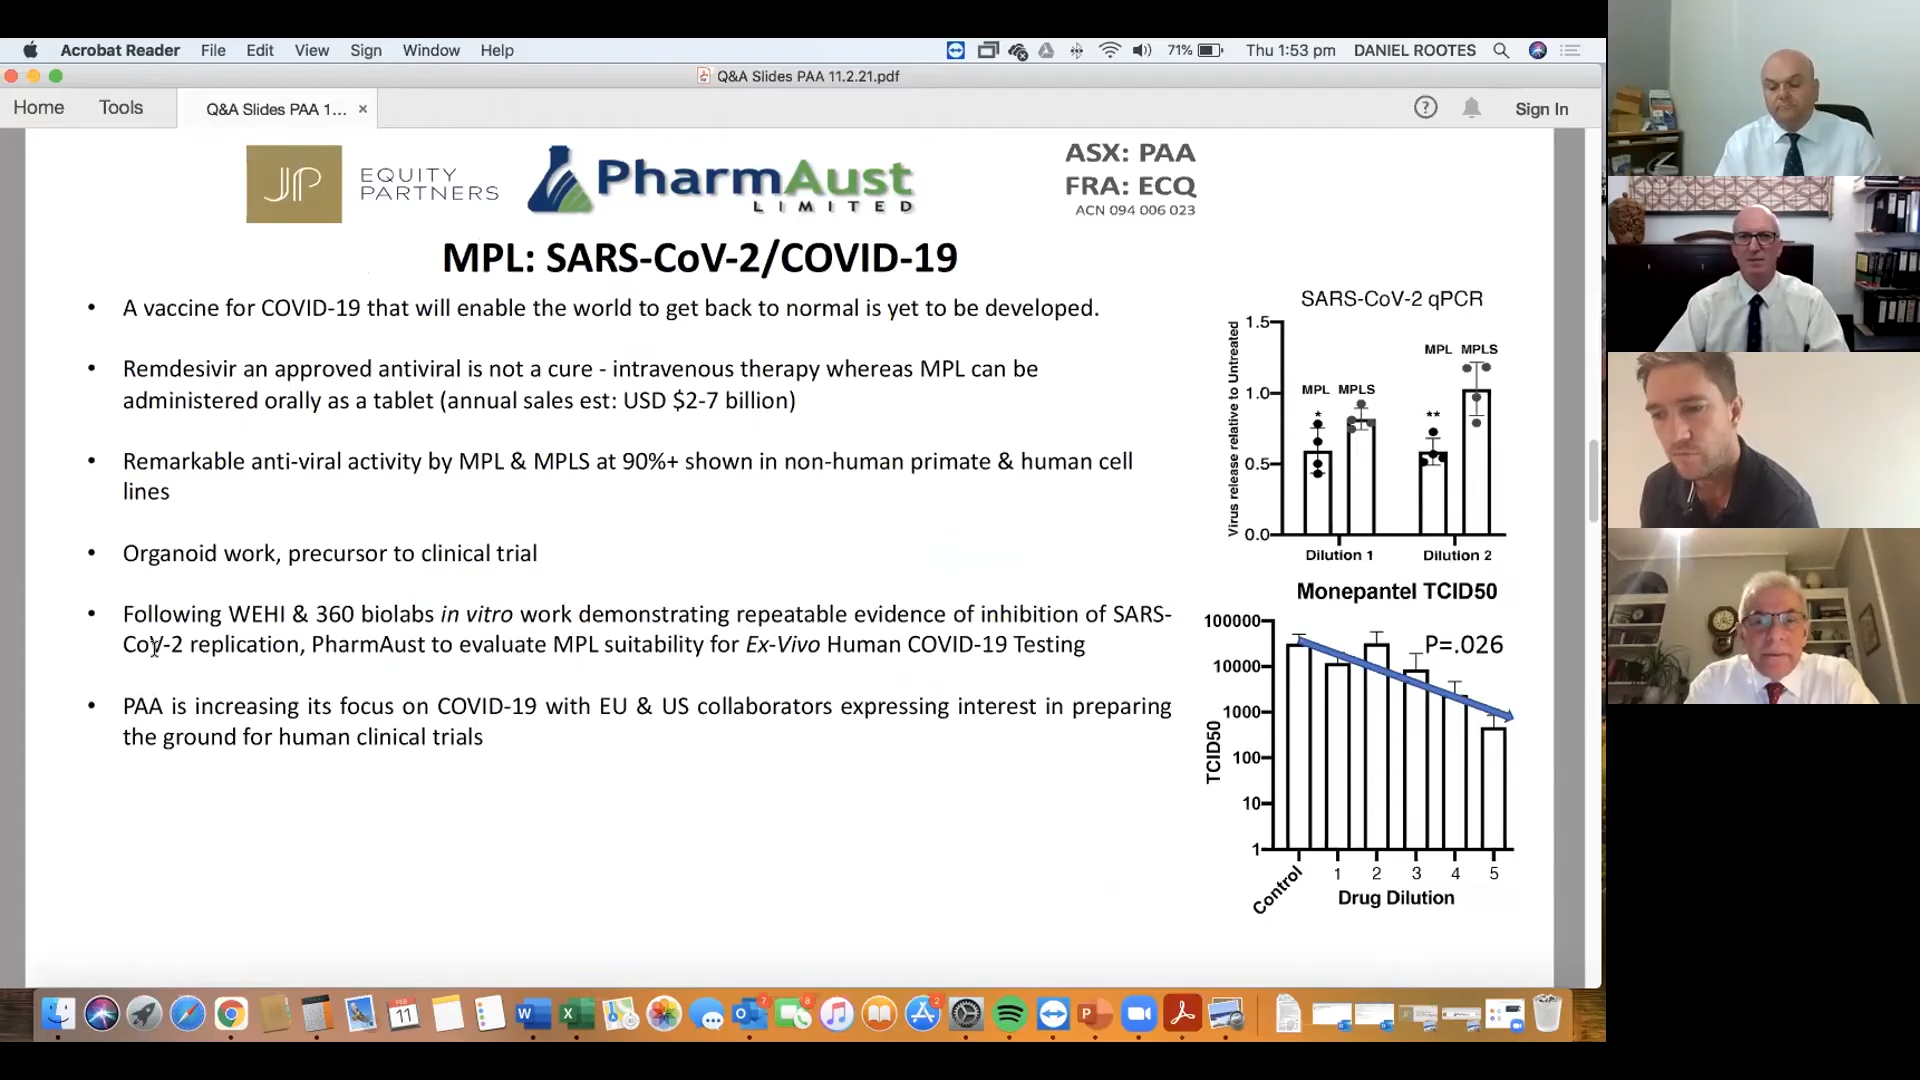 Acrobat Reader File Edit View Sign Window Help 71% Thu 1:53 pm DANIEL ROOTES
Q&A Slides PAA 11.2.21.pdf
Home Tools Q&A Slides PAA 1... × ? Sign In
JP EQUITY PARTNERS
PharmAust
LIMITED
ASX: PAA
FRA: ECQ
ACN 094 006 023
MPL: SARS-CoV-2/COVID-19
• A vaccine for COVID-19 that will enable the world to get back to normal is yet to be developed.
• Remdesivir an approved antiviral is not a cure - intravenous therapy whereas MPL can be
administered orally as a tablet (annual sales est: USD $2-7 billion)
• Remarkable anti-viral activity by MPL & MPLS at 90%+ shown in non-human primate & human cell
lines
• Organoid work, precursor to clinical trial
• Following WEHI & 360 biolabs in vitro work demonstrating repeatable evidence of inhibition of SARS-
CoV-2 replication, PharmAust to evaluate MPL suitability for Ex-Vivo Human COVID-19 Testing
• PAA is increasing its focus on COVID-19 with EU & US collaborators expressing interest in preparing
the ground for human clinical trials
SARS-CoV-2 qPCR
Virus release relative to Untreated
1.5
1.0
0.5
0.0
MPL MPLS
MPL MPLS
*
**
Dilution 1 Dilution 2
Monepantel TCID50
P=.026
TCID50
100000
10000
1000
100
10
1
Control 1 2 3 4 5
Drug Dilution
FEB
11
W
X
7
8
2
P